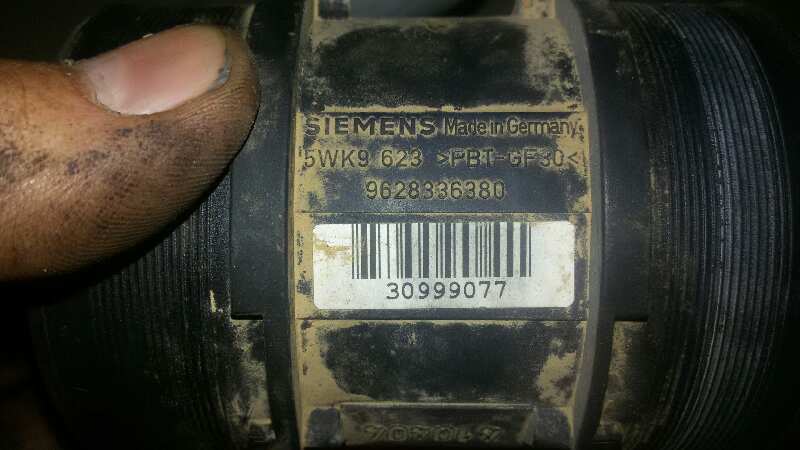 SIEMENS Made in Germany
5WK9 623 >PBT-GF30<
9628336380
30999077